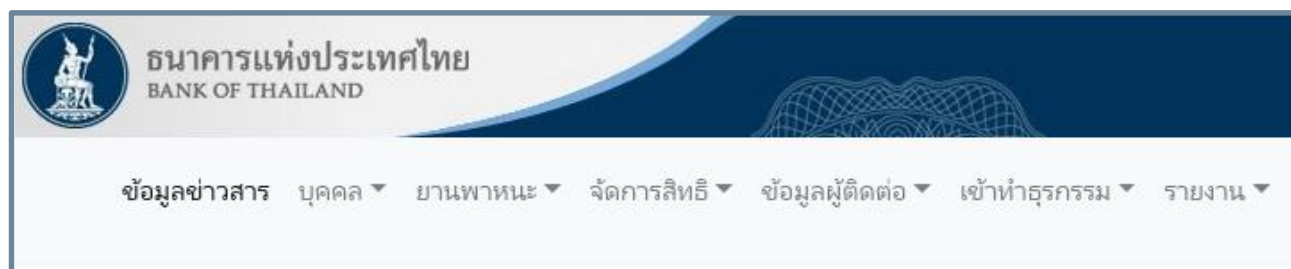 ธนาคารแห่งประเทศไทย
BANK OF THAILAND
ข้อมูลข่าวสาร บุคคล ยานพาหนะ จัดการสิทธิ ข้อมูลผู้ติดต่อ เข้าทำธุรกรรม รายงาน